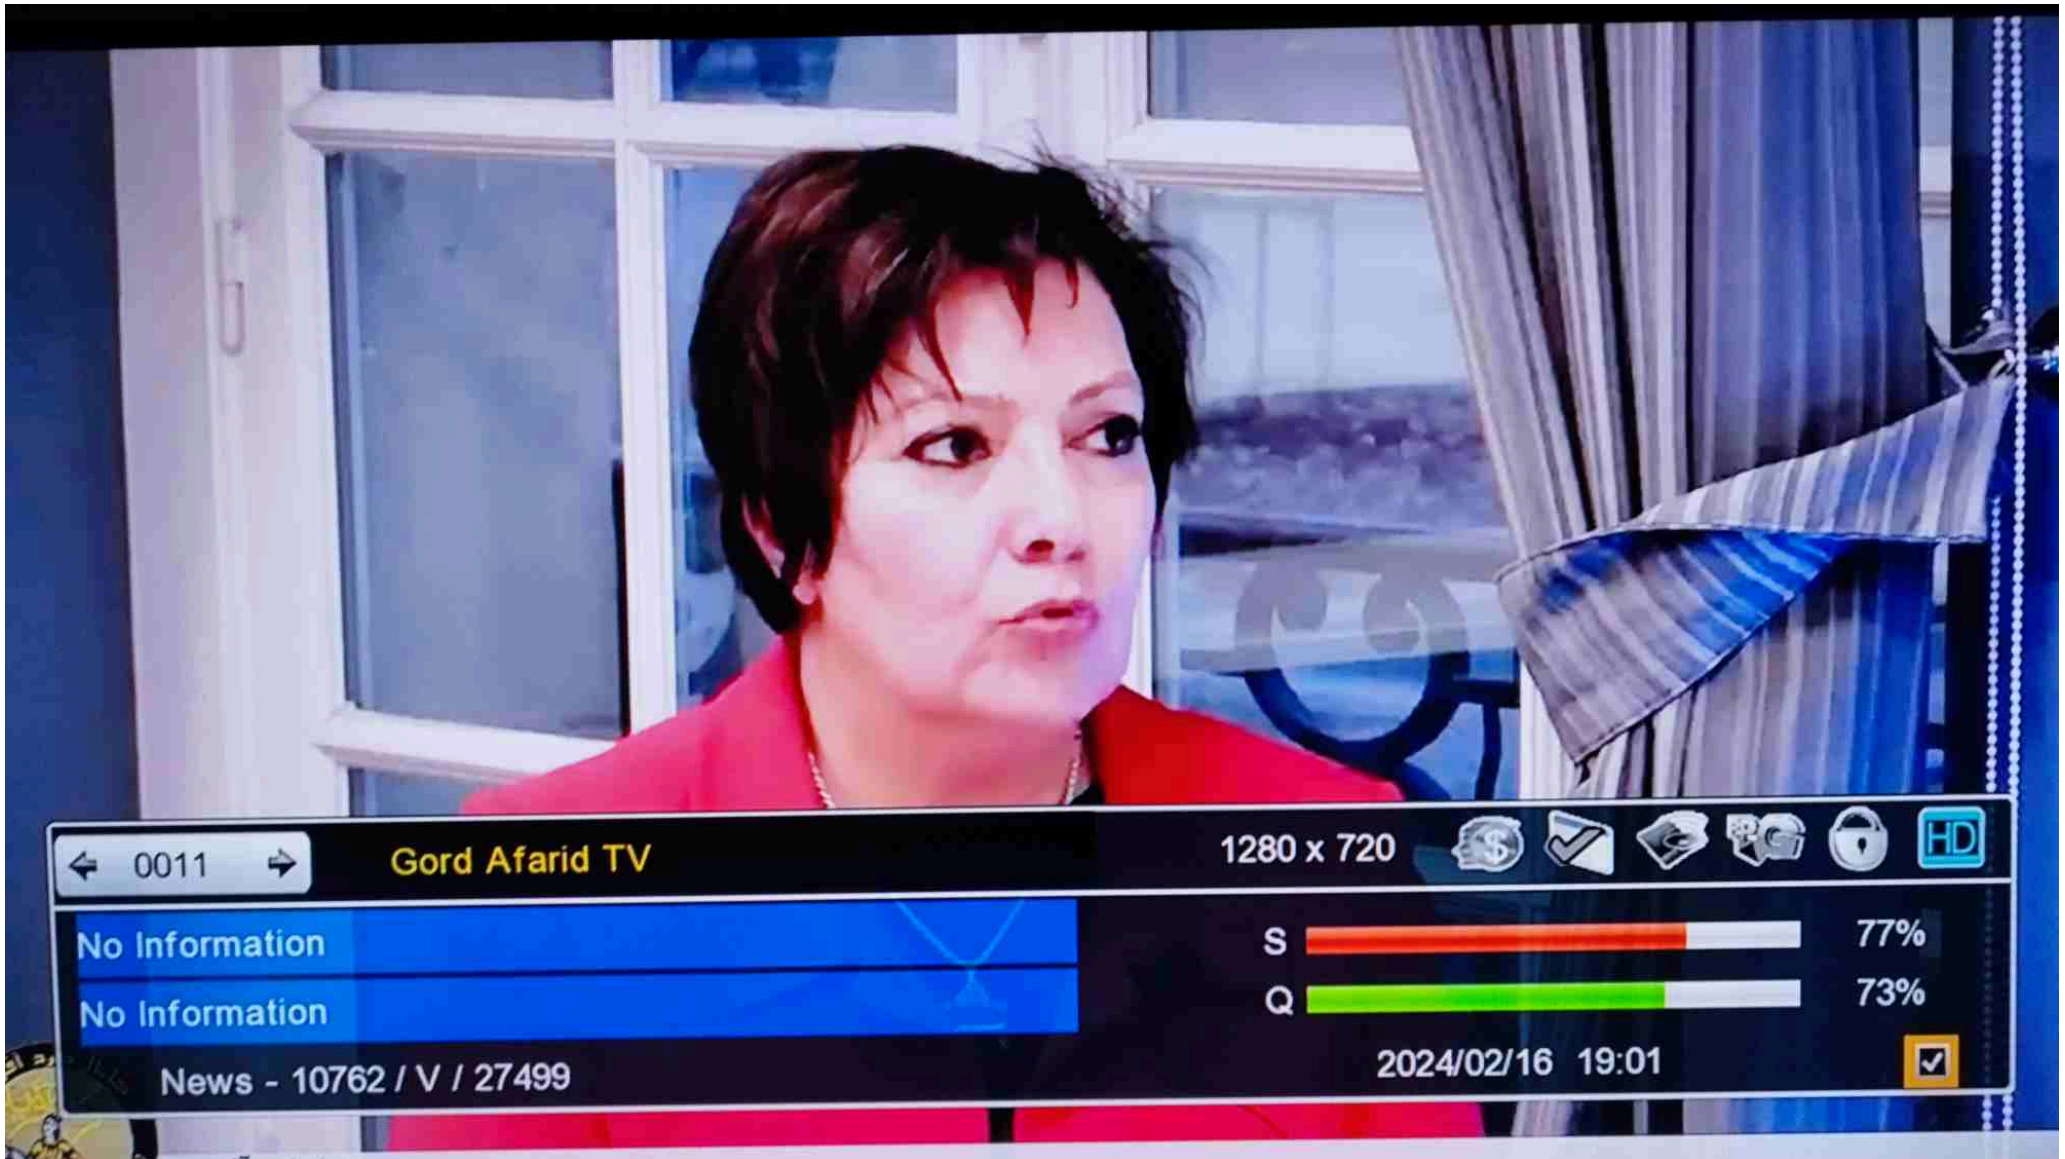 0011
Gord Afarid TV
1280 x 720
HD
No Information
S
77%
No Information
Q
73%
News - 10762 / V / 27499
2024/02/16 19:01